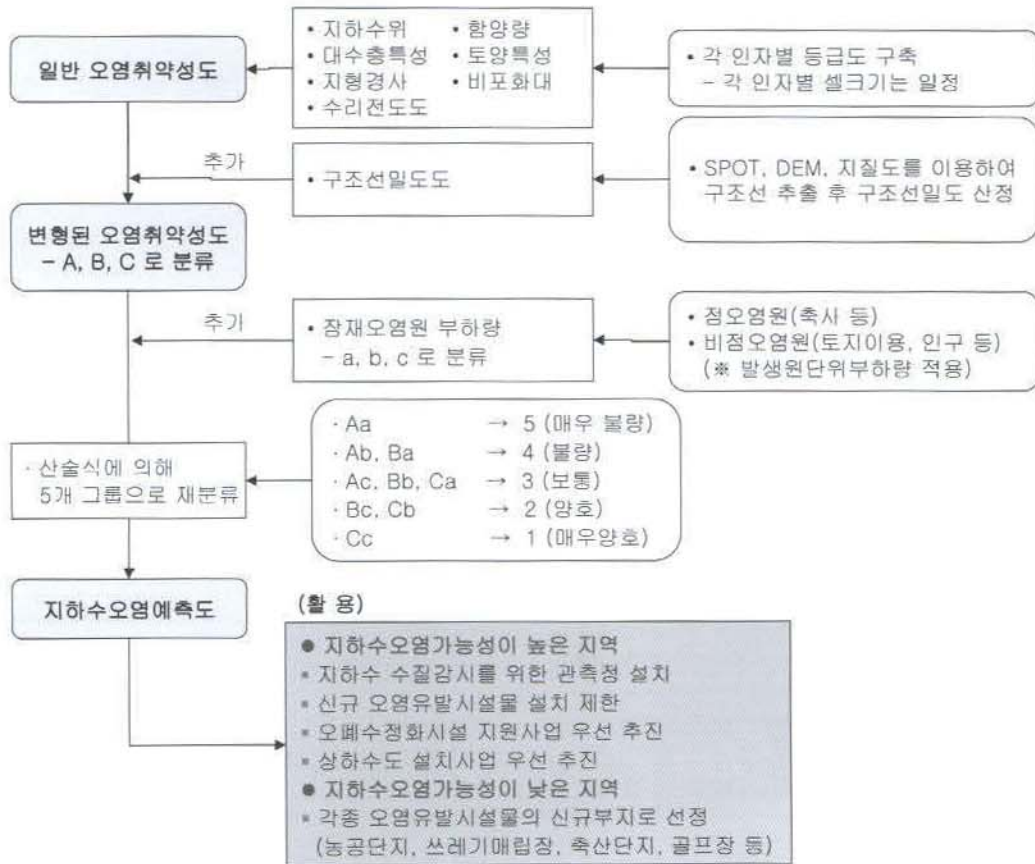 일반 오염취약성도
• 지하수위 • 함양량
• 대수층특성 • 토양특성
• 지형경사 • 비포화대
• 수리전도도
• 각 인자별 등급도 구축
– 각 인자별 셀크기는 일정
추가
• 구조선밀도도
• SPOT, DEM, 지질도를 이용하여
구조선 추출 후 구조선밀도 산정
변형된 오염취약성도
– A, B, C 로 분류
추가
• 잠재오염원 부하량
– a, b, c 로 분류
• 점오염원(축사 등)
• 비점오염원(토지이용, 인구 등)
(※ 발생원단위부하량 적용)
· 산술식에 의해
5개 그룹으로 재분류
· Aa → 5 (매우 불량)
· Ab, Ba → 4 (불량)
· Ac, Bb, Ca → 3 (보통)
· Bc, Cb → 2 (양호)
· Cc → 1 (매우양호)
지하수오염예측도
(활 용)
● 지하수오염가능성이 높은 지역
▪ 지하수 수질감시를 위한 관측정 설치
▪ 신규 오염유발시설물 설치 제한
▪ 오폐수정화시설 지원사업 우선 추진
▪ 상하수도 설치사업 우선 추진
● 지하수오염가능성이 낮은 지역
▪ 각종 오염유발시설물의 신규부지로 선정
(농공단지, 쓰레기매립장, 축산단지, 골프장 등)